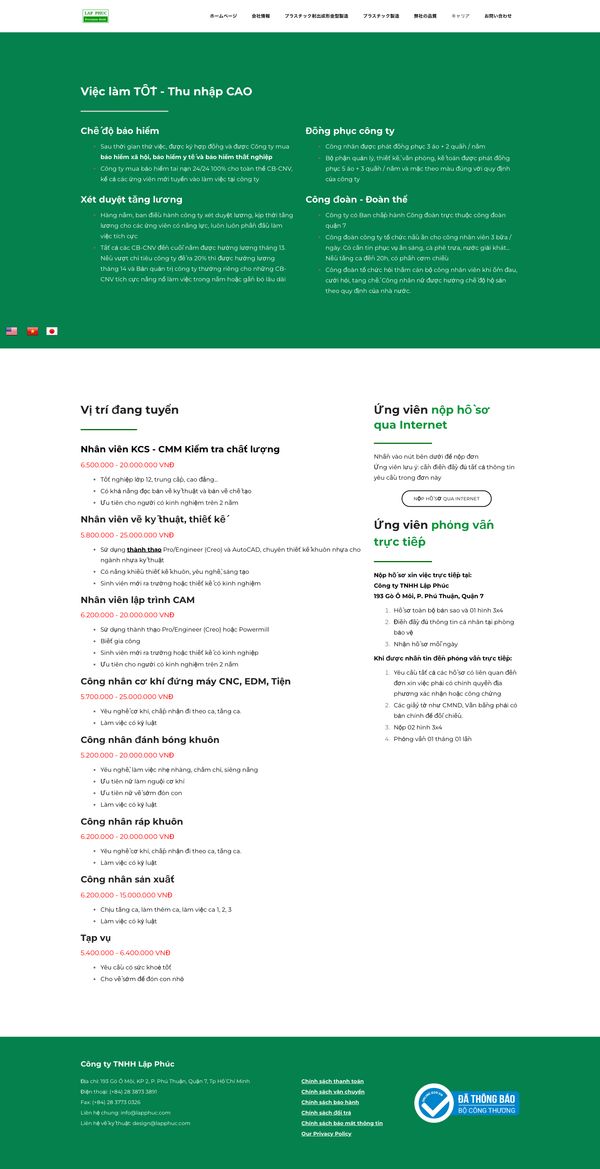 LAP PHUC
ホームページ
会社情報
プラスチック射出成形金型製造
プラスチック製造
弊社の品質
キャリア
お問い合わせ
Việc làm TỐT - Thu nhập CAO
Chế độ bảo hiểm
Sau thời gian thử việc, được ký hợp đồng và được Công ty mua
bảo hiểm xã hội, bảo hiểm y tế và bảo hiểm thất nghiệp
Công ty mua bảo hiểm tai nạn 24/24 100% cho toàn thể CB-CNV,
kể cả các ứng viên mới tuyển vào làm việc tại công ty
Xét duyệt tăng lương
Hàng năm, ban điều hành công ty xét duyệt lương, kịp thời tăng
lương cho các ứng viên có năng lực, luôn luôn phấn đấu làm
việc tích cực
Tất cả các CB-CNV đến cuối năm được hưởng lương tháng 13.
Nếu vượt chỉ tiêu công ty đề ra 20% thì được hưởng lương
tháng 14 và Bản quản trị công ty thưởng riêng cho những CB-
CNV tích cực nâng nổ làm việc trong năm hoặc gắn bó lâu dài
Đồng phục công ty
Công nhân được phát đồng phục 3 áo + 2 quần / năm
Bộ phận quản lý, thiết kế, văn phòng, kế toán được phát đồng
phục 5 áo + 3 quần / năm và mặc theo màu đúng với quy định
của công ty
Công đoàn - Đoàn thể
Công ty có Ban chấp hành Công đoàn trực thuộc công đoàn
quận 7
Công đoàn công ty tổ chức nấu ăn cho công nhân viên 3 bữa /
ngày. Có căn tin phục vụ ăn sáng, cà phê trưa, nước giải khát...
Nếu tăng ca đến 20h, có phần cơm chiều
Công đoàn tổ chức hỏi thăm cán bộ công nhân viên khi ốm đau,
cưới hỏi, tang chế. Công nhân nữ được hưởng chế độ hộ sản
theo quy định của nhà nước.
Vị trí đang tuyển
Nhân viên KCS - CMM Kiểm tra chất lượng
6.500.000 - 20.000.000 VNĐ
Tốt nghiệp lớp 12, trung cấp, cao đẳng...
Có khả năng đọc bản vẽ kỹ thuật và bản vẽ chế tạo
Ưu tiên cho người có kinh nghiệm trên 2 năm
Nhân viên vẽ kỹ thuật, thiết kế
5.800.000 - 25.000.000 VNĐ
Sử dụng thành thạo Pro/Engineer (Creo) và AutoCAD, chuyên thiết kế khuôn nhựa cho
ngành nhựa kỹ thuật
Có năng khiếu thiết kế khuôn, yêu nghề, sáng tạo
Sinh viên mới ra trường hoặc thiết kế có kinh nghiệm
Nhân viên lập trình CAM
6.200.000 - 20.000.000 VNĐ
Sử dụng thành thạo Pro/Engineer (Creo) hoặc Powermill
Biết gia công
Sinh viên mới ra trường hoặc thiết kế có kinh nghiệp
Ưu tiên cho người có kinh nghiệm trên 2 năm
Công nhân cơ khí đứng máy CNC, EDM, Tiện
5.700.000 - 25.000.000 VNĐ
Yêu nghề cơ khí, chấp nhận đi theo ca, tăng ca.
Làm việc có kỷ luật
Công nhân đánh bóng khuôn
5.200.000 - 20.000.000 VNĐ
Yêu nghề, làm việc nhẹ nhàng, chăm chỉ, siêng năng
Ưu tiên nữ làm nguội cơ khí
Ưu tiên nữ về sớm đón con
Làm việc có kỷ luật
Công nhân ráp khuôn
6.200.000 - 20.000.000 VNĐ
Yêu nghề cơ khí, chấp nhận đi theo ca, tăng ca.
Làm việc có kỷ luật
Công nhân sản xuất
6.200.000 - 15.000.000 VNĐ
Chịu tăng ca, làm thêm ca, làm việc ca 1, 2, 3
Làm việc có kỷ luật
Tạp vụ
5.400.000 - 6.400.000 VNĐ
Yêu cầu có sức khoẻ tốt
Cho về sớm để đón con nhỏ
Ứng viên nộp hồ sơ
qua Internet
Nhấn vào nút bên dưới để nộp đơn
Ứng viên lưu ý: cần điền đầy đủ tất cả thông tin
yêu cầu trong đơn này
NỘP HỒ SƠ QUA INTERNET
Ứng viên phỏng vấn
trực tiếp
Nộp hồ sơ xin việc trực tiếp tại:
Công ty TNHH Lập Phúc
193 Gò Ô Môi, P. Phú Thuận, Quận 7
1. Hồ sơ toàn bộ bản sao và 01 hình 3x4
2. Điền đầy đủ thông tin cá nhân tại phòng
bảo vệ
3. Nhận hồ sơ mỗi ngày
Khi được nhắn tin đến phỏng vấn trực tiếp:
1. Yêu cầu tất cả các hồ sơ có liên quan đến
đơn xin việc phải có chính quyền địa
phương xác nhận hoặc công chứng
2. Các giấy tờ như CMND, Văn bằng phải có
bản chính để đối chiếu.
3. Nộp 02 hình 3x4
4. Phỏng vấn 01 tháng 01 lần
Công ty TNHH Lập Phúc
Địa chỉ: 193 Gò Ô Môi, KP 2, P. Phú Thuận, Quận 7, Tp Hồ Chí Minh
Điện thoại: (+84) 28 3873 3891
Fax: (+84) 28 3773 0326
Liên hệ chung: info@lapphuc.com
Liên hệ về kỹ thuật: design@lapphuc.com
Chính sách thanh toán
Chính sách vận chuyển
Chính sách bảo hành
Chính sách đổi trả
Chính sách bảo mật thông tin
Our Privacy Policy
ĐÃ THÔNG BÁO
BỘ CÔNG THƯƠNG